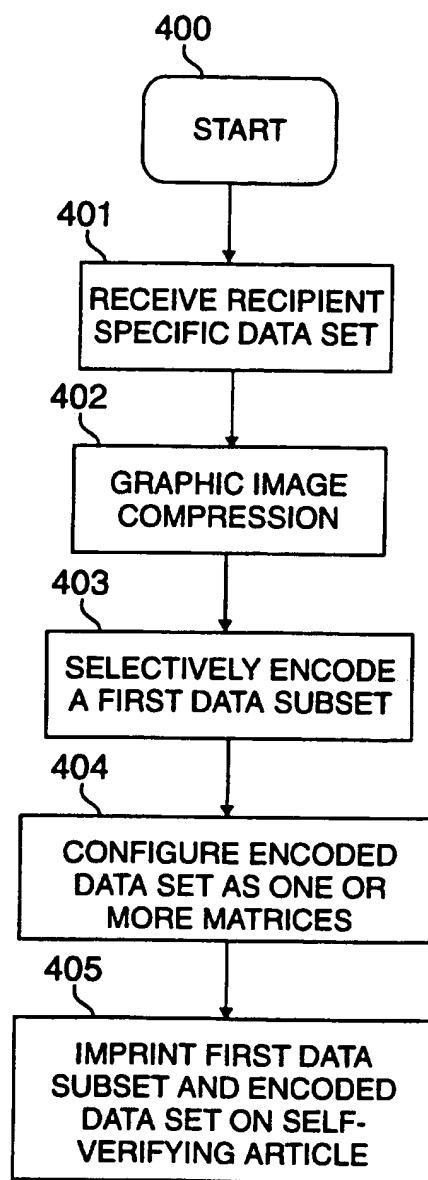 400
START
401
RECEIVE RECIPIENT
SPECIFIC DATA SET
402
GRAPHIC IMAGE
COMPRESSION
403
SELECTIVELY ENCODE
A FIRST DATA SUBSET
404
CONFIGURE ENCODED
DATA SET AS ONE OR
MORE MATRICES
405
IMPRINT FIRST DATA
SUBSET AND ENCODED
DATA SET ON SELF-
VERIFYING ARTICLE